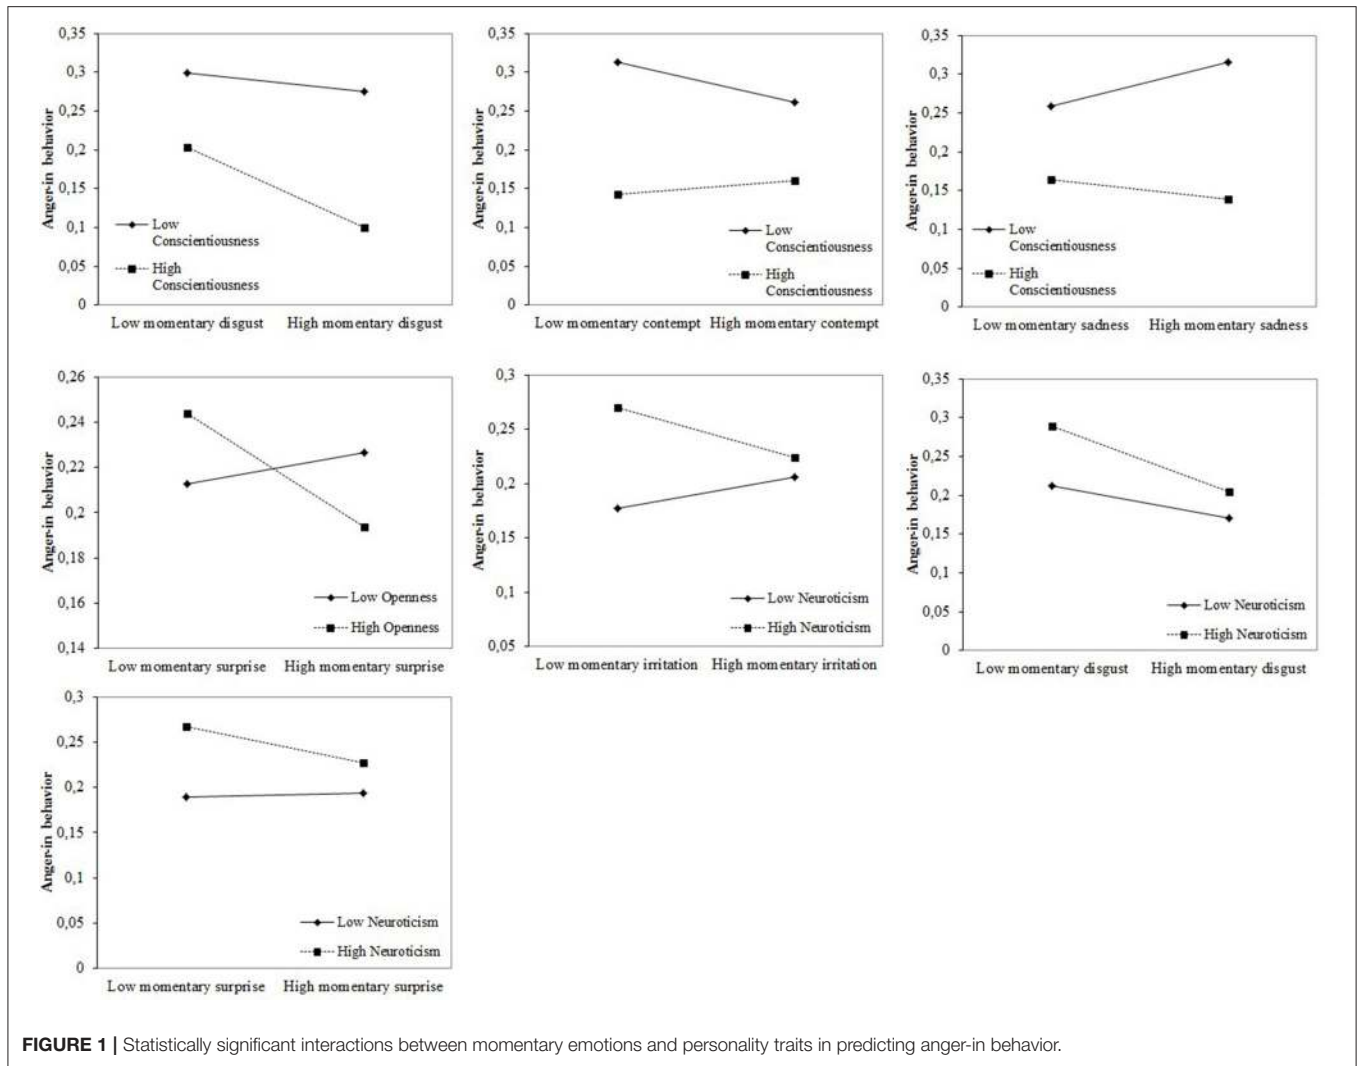 0,35
0,3
0,25
0,2
0,15
0,1
0,05
0
Anger-in behavior
Low
Conscientiousness
High
Conscientiousness
Low momentary disgust High momentary disgust
0,35
0,3
0,25
0,2
0,15
0,1
0,05
0
Anger-in behavior
Low
Conscientiousness
High
Conscientiousness
Low momentary contempt High momentary contempt
0,35
0,3
0,25
0,2
0,15
0,1
0,05
0
Anger-in behavior
Low
Conscientiousness
High
Conscientiousness
Low momentary sadness High momentary sadness
0,26
0,24
0,22
0,2
0,18
0,16
0,14
Anger-in behavior
Low Openness
High Openness
Low momentary surprise High momentary surprise
0,3
0,25
0,2
0,15
0,1
0,05
Anger-in behavior
Low Neuroticism
High Neuroticism
Low momentary irritation High momentary irritation
0,35
0,3
0,25
0,2
0,15
0,1
0,05
0
Anger-in behavior
Low Neuroticism
High Neuroticism
Low momentary disgust High momentary disgust
0,3
0,25
0,2
0,15
0,1
0,05
0
Anger-in behavior
Low Neuroticism
High Neuroticism
Low momentary surprise High momentary surprise
FIGURE 1 | Statistically significant interactions between momentary emotions and personality traits in predicting anger-in behavior.